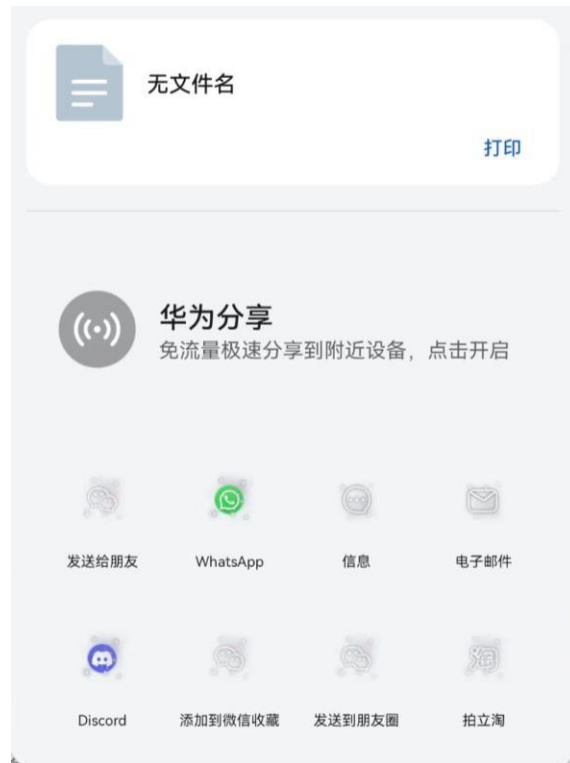 无文件名
打印
华为分享
免流量极速分享到附近设备，点击开启
发送给朋友
WhatsApp
信息
电子邮件
Discord
添加到微信收藏
发送到朋友圈
拍立淘